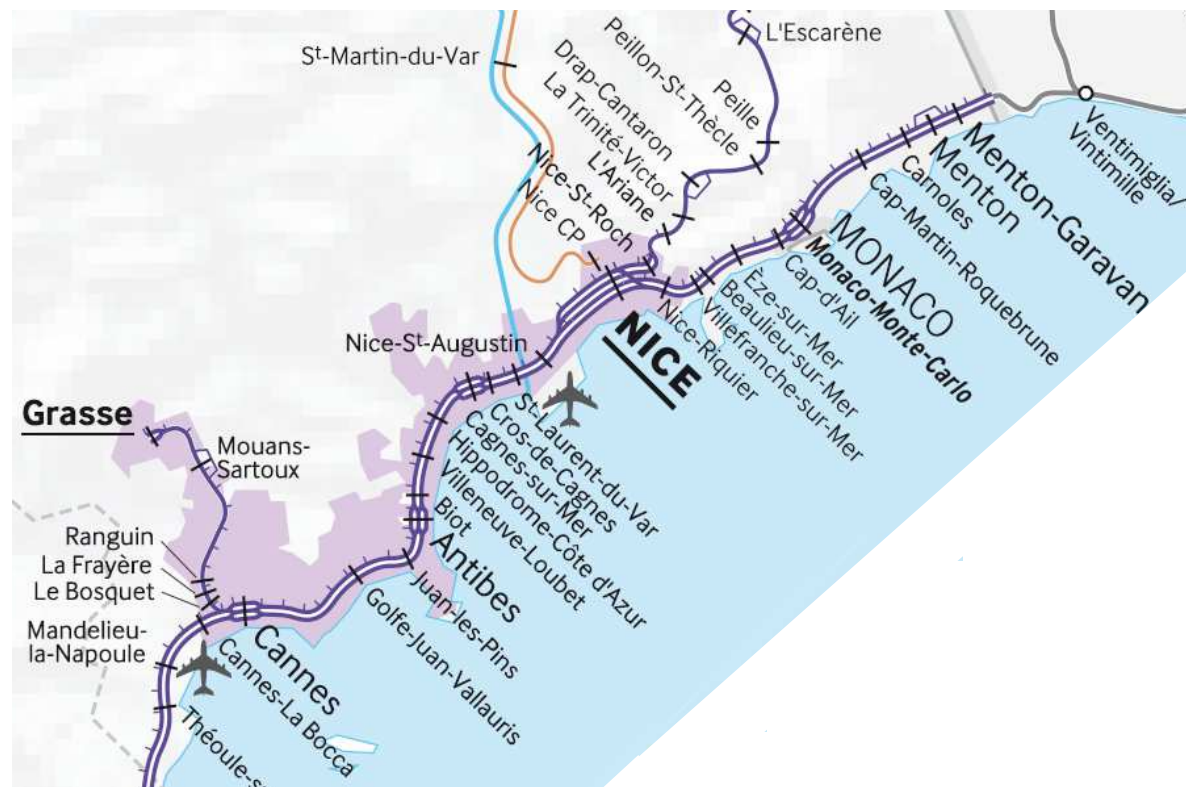 L'Escarène
St-Martin-du-Var
Peillon-St-Thècle
Peille
Drap-Cantaron
La Trinité-Victor
L'Ariane
Nice-St-Roch
Nice CP
Ventimiglia/
Vintimille
Menton-Garavan
Menton
Carnoles
Cap-Martin-Roquebrune
MONACO
Monaco-Monte-Carlo
Cap-d'Ail
Èze-sur-Mer
Beaulieu-sur-Mer
Villefranche-sur-Mer
Nice-Riquier
NICE
Nice-St-Augustin
St-Laurent-du-Var
Cros-de-Cagnes
Cagnes-sur-Mer
Hippodrome-Côte d'Azur
Villeneuve-Loubet
Biot
Antibes
Juan-les-Pins
Golfe-Juan-Vallauris
Grasse
Mouans-
Sartoux
Ranguin
La Frayère
Le Bosquet
Mandelieu-
la-Napoule
Cannes
Cannes-La Bocca
Théoule-s